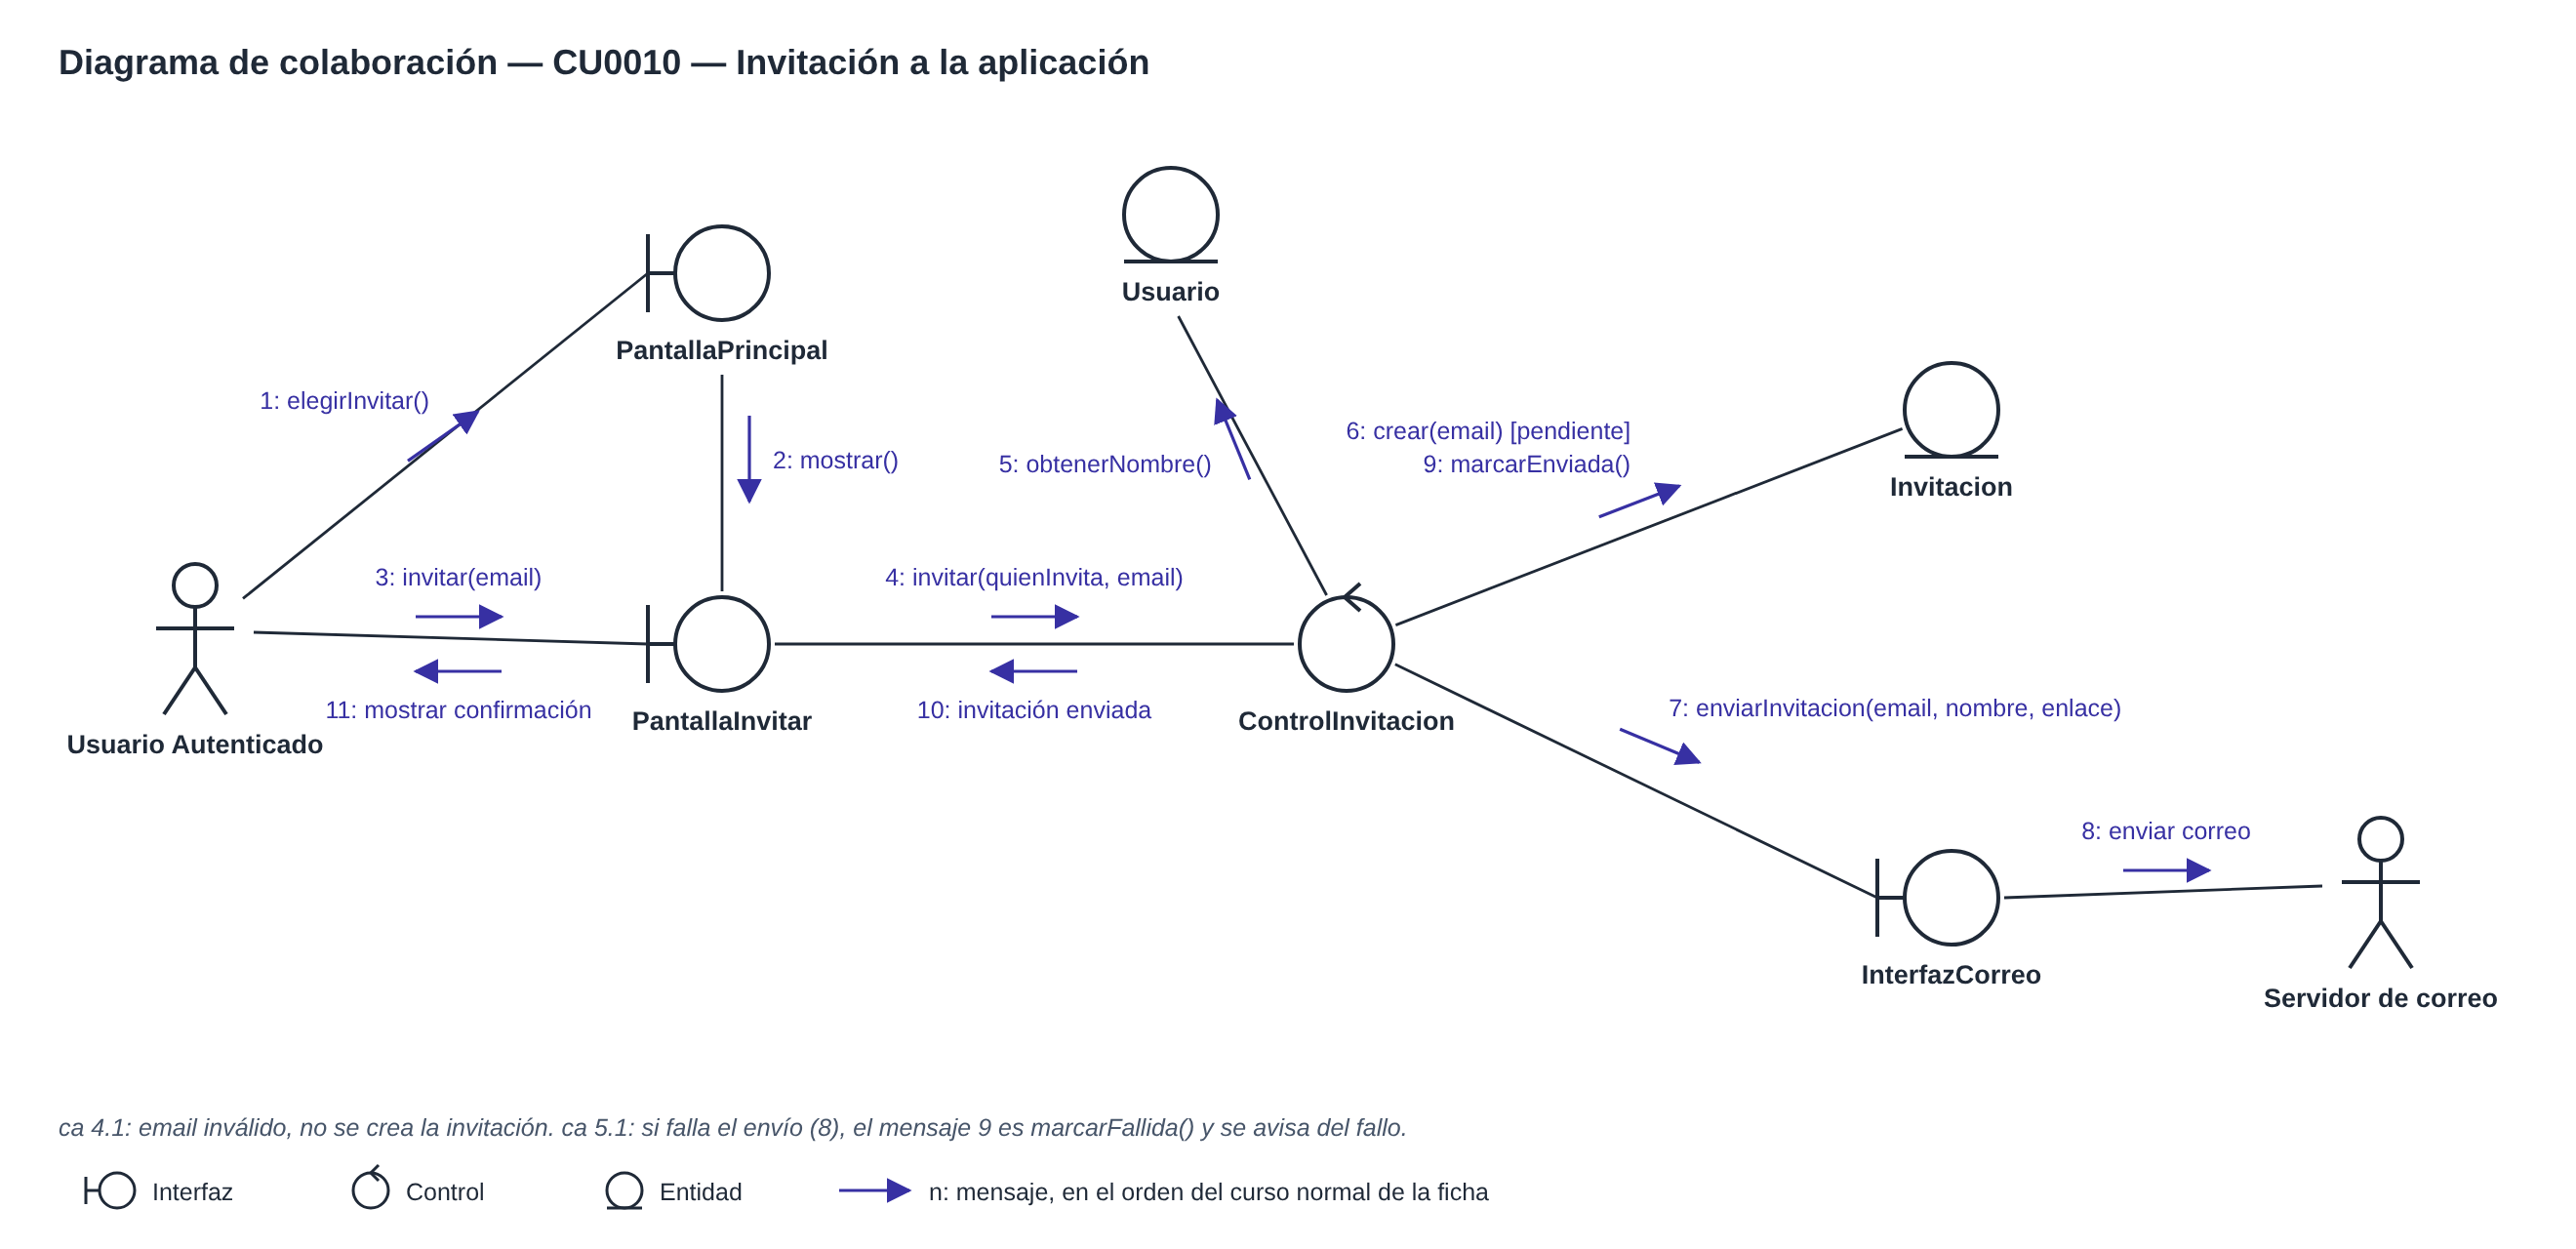 Diagrama de colaboración — CU0010 — Invitación a la aplicación
Usuario
PantallaPrincipal
1: elegirInvitar()
2: mostrar()
5: obtenerNombre()
6: crear(email) [pendiente]
9: marcarEnviada()
Invitacion
3: invitar(email)
4: invitar(quienInvita, email)
11: mostrar confirmación
PantallaInvitar
10: invitación enviada
ControlInvitacion
7: enviarInvitacion(email, nombre, enlace)
Usuario Autenticado
8: enviar correo
InterfazCorreo
Servidor de correo
ca 4.1: email inválido, no se crea la invitación. ca 5.1: si falla el envío (8), el mensaje 9 es marcarFallida() y se avisa del fallo.
Interfaz
Control
Entidad
n: mensaje, en el orden del curso normal de la ficha